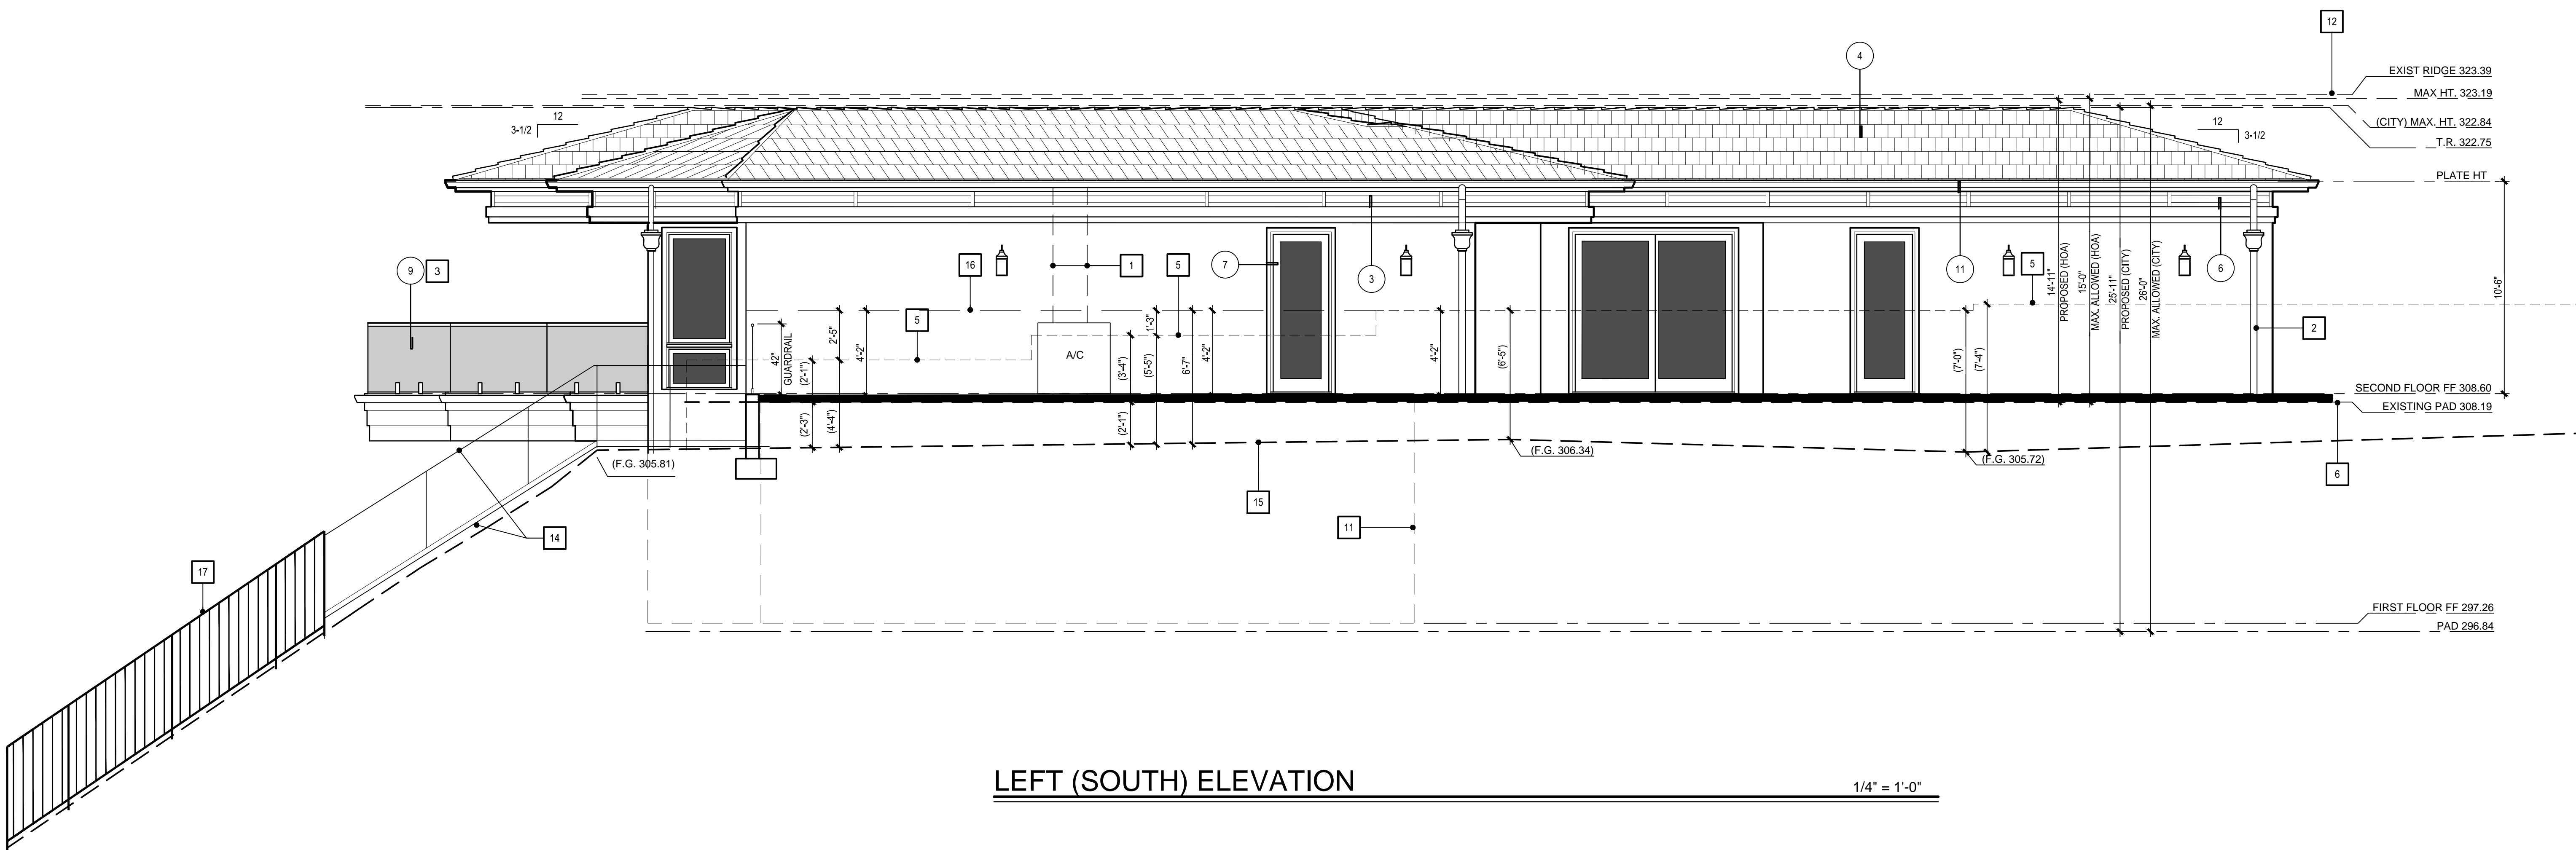 12
4
EXIST RIDGE 323.39
MAX HT. 323.19
(CITY) MAX. HT. 322.84
T.R. 322.75
12
3-1/2
12
3-1/2
PLATE HT
9
3
16
1
5
7
3
11
5
6
14'-11"
PROPOSED (HOA)
15'-0"
MAX. ALLOWED (HOA)
25'-11"
PROPOSED (CITY)
26'-0"
MAX. ALLOWED (CITY)
10'-6"
5
42"
GUARDRAIL
(2'-1")
2'-5"
4'-2"
A/C
(3'-4")
1'-3"
(5'-5")
6'-7"
4'-2"
4'-2"
(6'-5")
(7'-0")
(7'-4")
2
SECOND FLOOR FF 308.60
EXISTING PAD 308.19
(2'-3")
(4'-4")
(2'-1")
(F.G. 305.81)
(F.G. 306.34)
(F.G. 305.72)
6
15
11
14
17
FIRST FLOOR FF 297.26
PAD 296.84
LEFT (SOUTH) ELEVATION
1/4" = 1'-0"